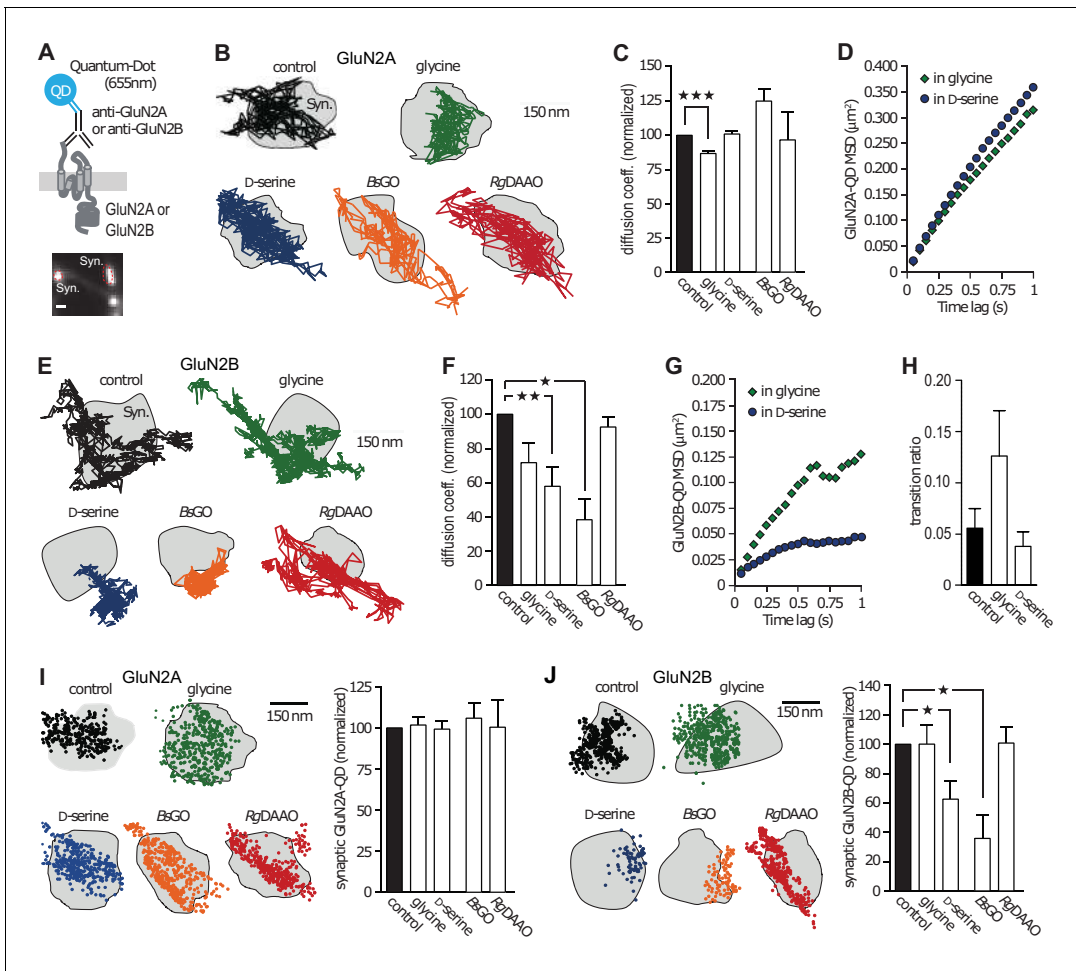 A
Quantum-Dot
(655nm)
QD
anti-GluN2A
or anti-GluN2B
GluN2A or
GluN2B
Syn.
Syn.
B
GluN2A
control
glycine
Syn.
150 nm
D-serine
BsGO
RgDAAO
C
diffusion coeff. (normalized)
150
125
100
75
50
25
0
★★★
control
glycine
D-serine
BsGO
RgDAAO
D
GluN2A-QD MSD (µm²)
0.400
0.350
0.300
0.250
0.200
0.150
0.100
0.050
0
in glycine
in D-serine
0.25
0.5
0.75
1
Time lag (s)
E
GluN2B
control
glycine
Syn.
150 nm
D-serine
BsGO
RgDAAO
F
diffusion coeff. (normalized)
120
100
80
60
40
20
0
★
★★
control
glycine
D-serine
BsGO
RgDAAO
G
GluN2B-QD MSD (µm²)
0.200
0.175
0.150
0.125
0.100
0.075
0.050
0.025
0
in glycine
in D-serine
0.25
0.5
0.75
1
Time lag (s)
H
transition ratio
0.20
0.15
0.10
0.05
0
control
glycine
D-serine
I
GluN2A
control
glycine
150 nm
D-serine
BsGO
RgDAAO
synaptic GluN2A-QD (normalized)
125
100
75
50
25
0
control
glycine
D-serine
BsGO
RgDAAO
J
GluN2B
control
glycine
150 nm
D-serine
BsGO
RgDAAO
synaptic GluN2B-QD (normalized)
140
120
100
80
60
40
20
0
★
★
control
glycine
D-serine
BsGO
RgDAAO